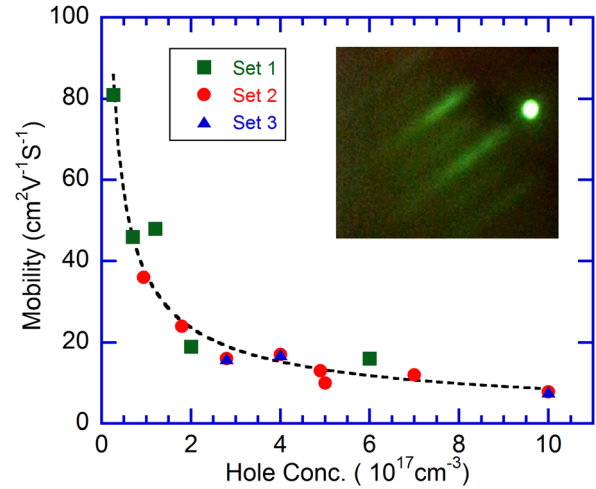 100
80
60
40
20
0
Mobility (cm²V⁻¹S⁻¹)
Set 1
Set 2
Set 3
0 2 4 6 8 10
Hole Conc. ( 10¹⁷cm⁻³)